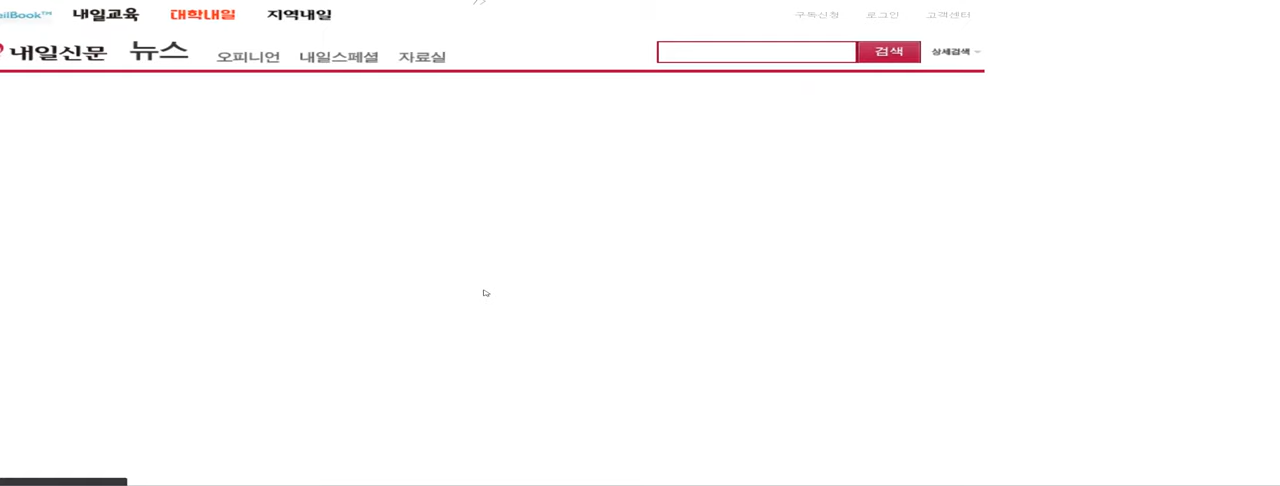 eilBook™ 내일교육 대학내일 지역내일 /> 구독신청 로그인 고객센터
내일신문 뉴스 오피니언 내일스페셜 자료실 검색 상세검색